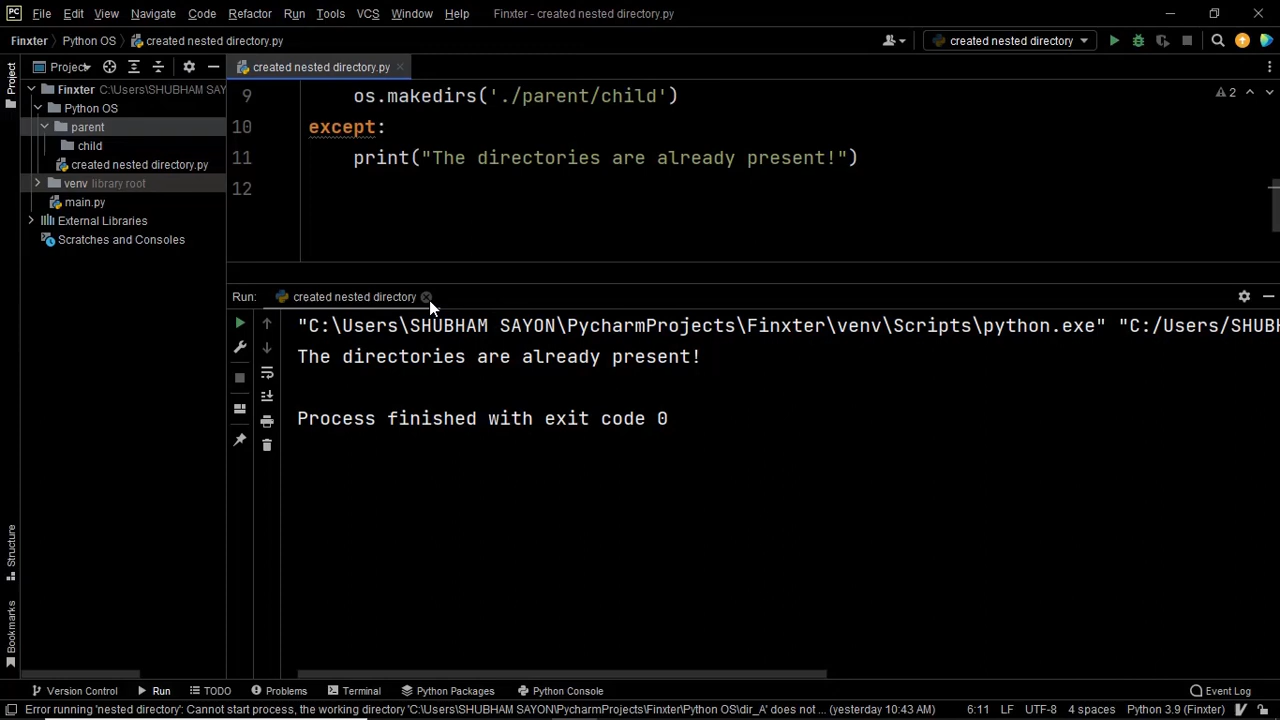 PC File Edit View Navigate Code Refactor Run Tools VCS Window Help Finxter - created nested directory.py
Finxter Python OS created nested directory.py created nested directory
Project Project created nested directory.py
Finxter C:\Users\SHUBHAM SAY
Python OS
parent
child
created nested directory.py
venv library root
main.py
External Libraries
Scratches and Consoles
9 os.makedirs('./parent/child')
10 except:
11 print("The directories are already present!")
12
2
Run: created nested directory
"C:\Users\SHUBHAM SAYON\PycharmProjects\Finxter\venv\Scripts\python.exe" "C:/Users/SHUB
The directories are already present!
Process finished with exit code 0
Structure
Bookmarks
Version Control Run TODO Problems Terminal Python Packages Python Console Event Log
Error running 'nested directory': Cannot start process, the working directory 'C:\Users\SHUBHAM SAYON\PycharmProjects\Finxter\Python OS\dir_A' does not ... (yesterday 10:43 AM) 6:11 LF UTF-8 4 spaces Python 3.9 (Finxter)